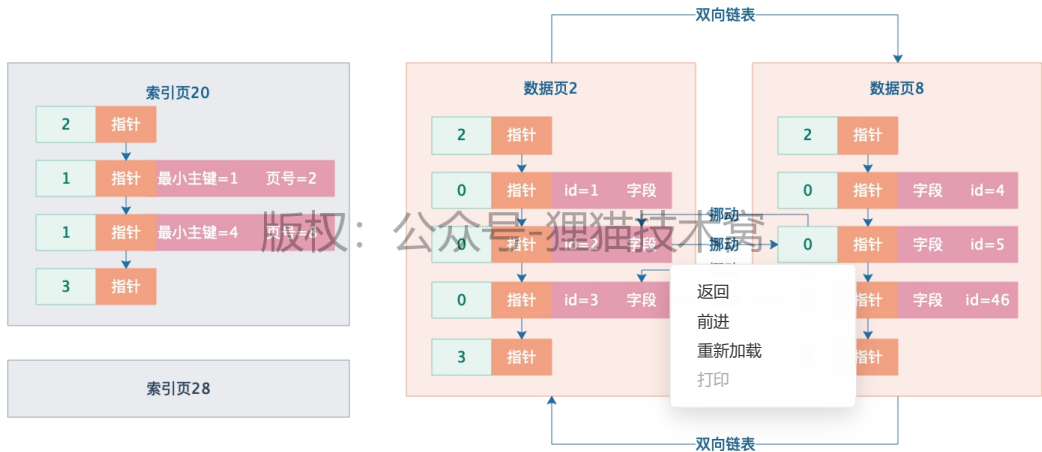 双向链表
索引页20
2 指针
1 指针 最小主键=1 页号=2
1 指针 最小主键=4 页号=8
3 指针
索引页28
数据页2
2 指针
0 指针 id=1 字段
0 指针 id=2 字段
0 指针 id=3 字段
3 指针
挪动
挪动
数据页8
2 指针
0 指针 字段 id=4
0 指针 字段 id=5
指针 字段 id=46
指针
版权：公众号-狸猫技术窝
返回
前进
重新加载
打印
双向链表